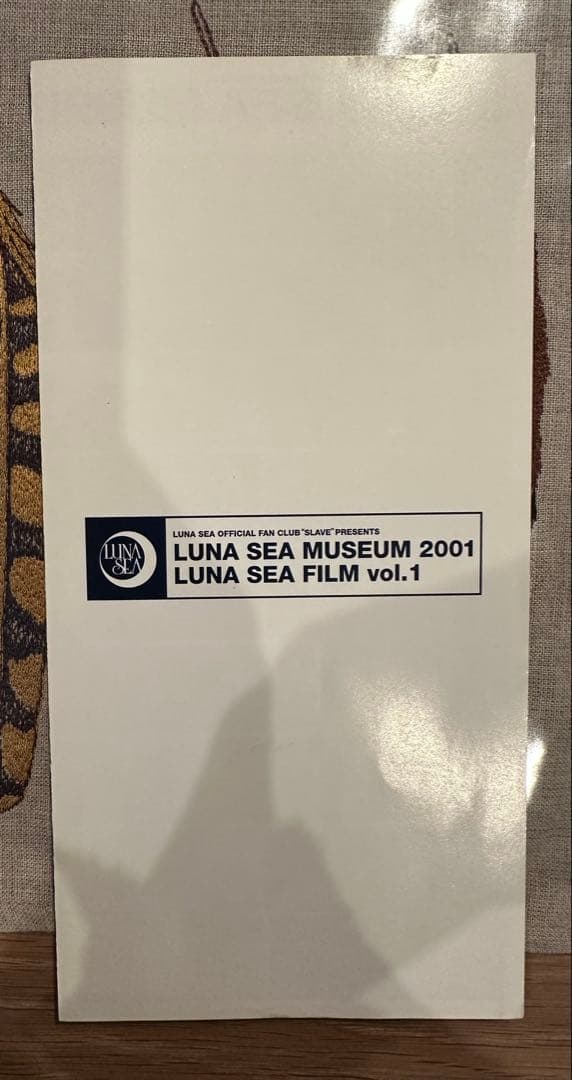 LUNA SEA OFFICIAL FAN CLUB "SLAVE" PRESENTS
LUNA SEA
LUNA SEA MUSEUM 2001
LUNA SEA FILM vol.1